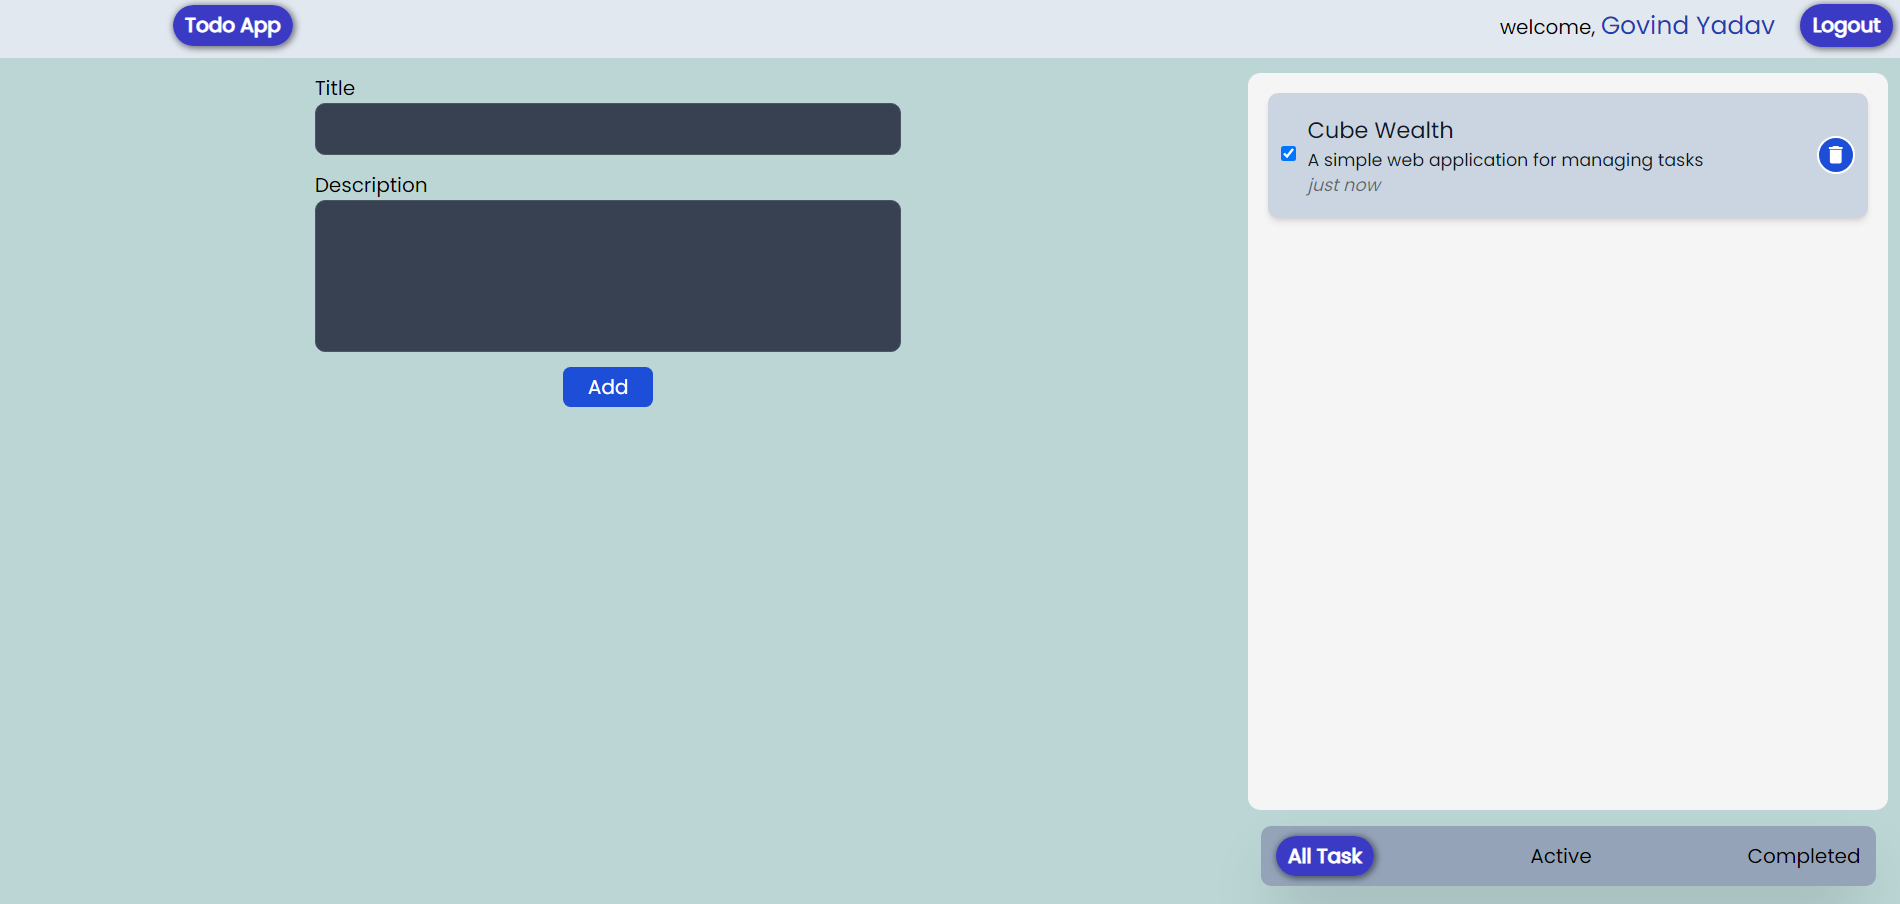 Todo App
welcome, Govind Yadav
Logout
Title
Description
Add
Cube Wealth
A simple web application for managing tasks
just now
All Task
Active
Completed